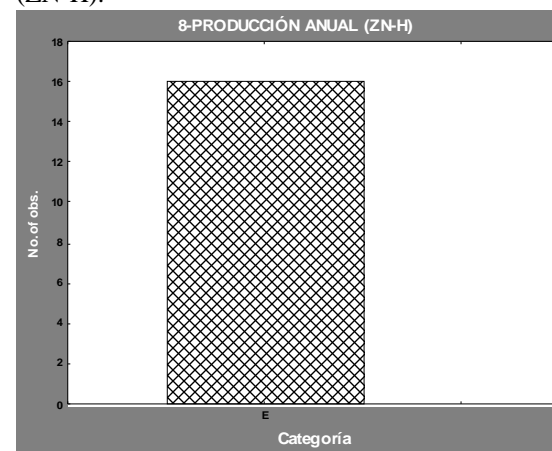 (ZN-H).
8-PRODUCCIÓN ANUAL (ZN-H)
18
16
14
12
10
8
6
4
2
0
No.of obs.
E
Categoría